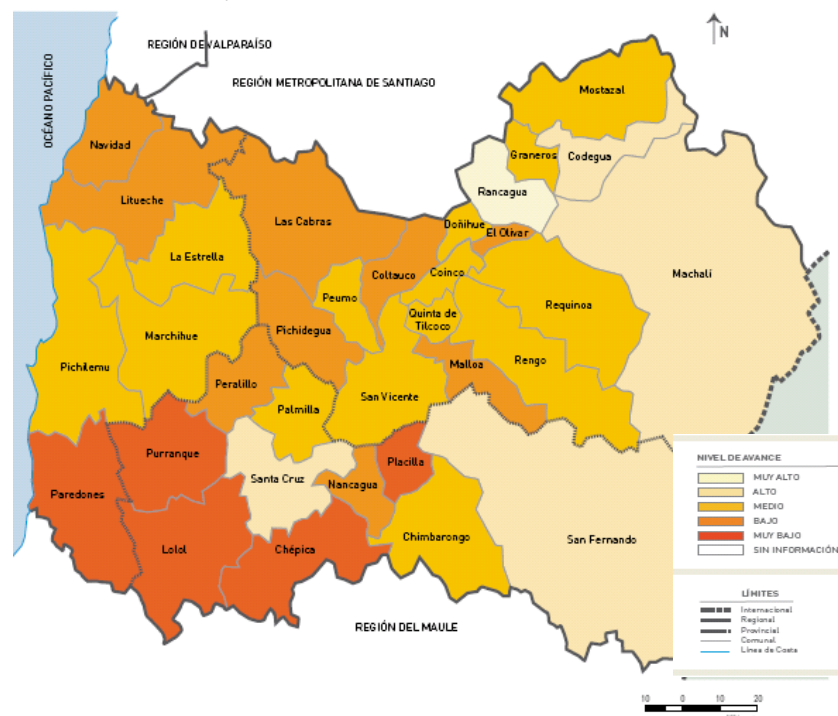 REGIÓN DE VALPARAÍSO
N
OCÉANO PACÍFICO
REGIÓN METROPOLITANA DE SANTIAGO
Mostazal
Navidad
Graneros
Codegua
Rancagua
Litueche
Las Cabras
Doñihue
El Olivar
La Estrella
Coltauco
Coinco
Machalí
Peumo
Requinoa
Quinta de
Tilcoco
Marchihue
Pichidegua
Pichilemu
Malloa
Rengo
Peralillo
San Vicente
Palmilla
Purranque
Placilla
Santa Cruz
Nancagua
Paredones
Chimbarongo
San Fernando
Lolol
Chépica
REGIÓN DEL MAULE
NIVEL DE AVANCE
MUY ALTO
ALTO
MEDIO
BAJO
MUY BAJO
SIN INFORMACIÓN
LÍMITES
Internacional
Regional
Provincial
Comunal
Línea de Costa
10 0 10 20